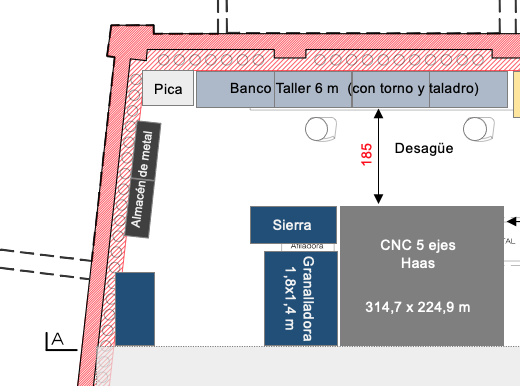 Pica
Banco Taller 6 m (con torno y taladro)
Almacén de metal
185
Desagüe
Sierra
Afiladora
CNC 5 ejes
Haas
TAL
Granalladora
1,8x1,4 m
314,7 x 224,9 m
A